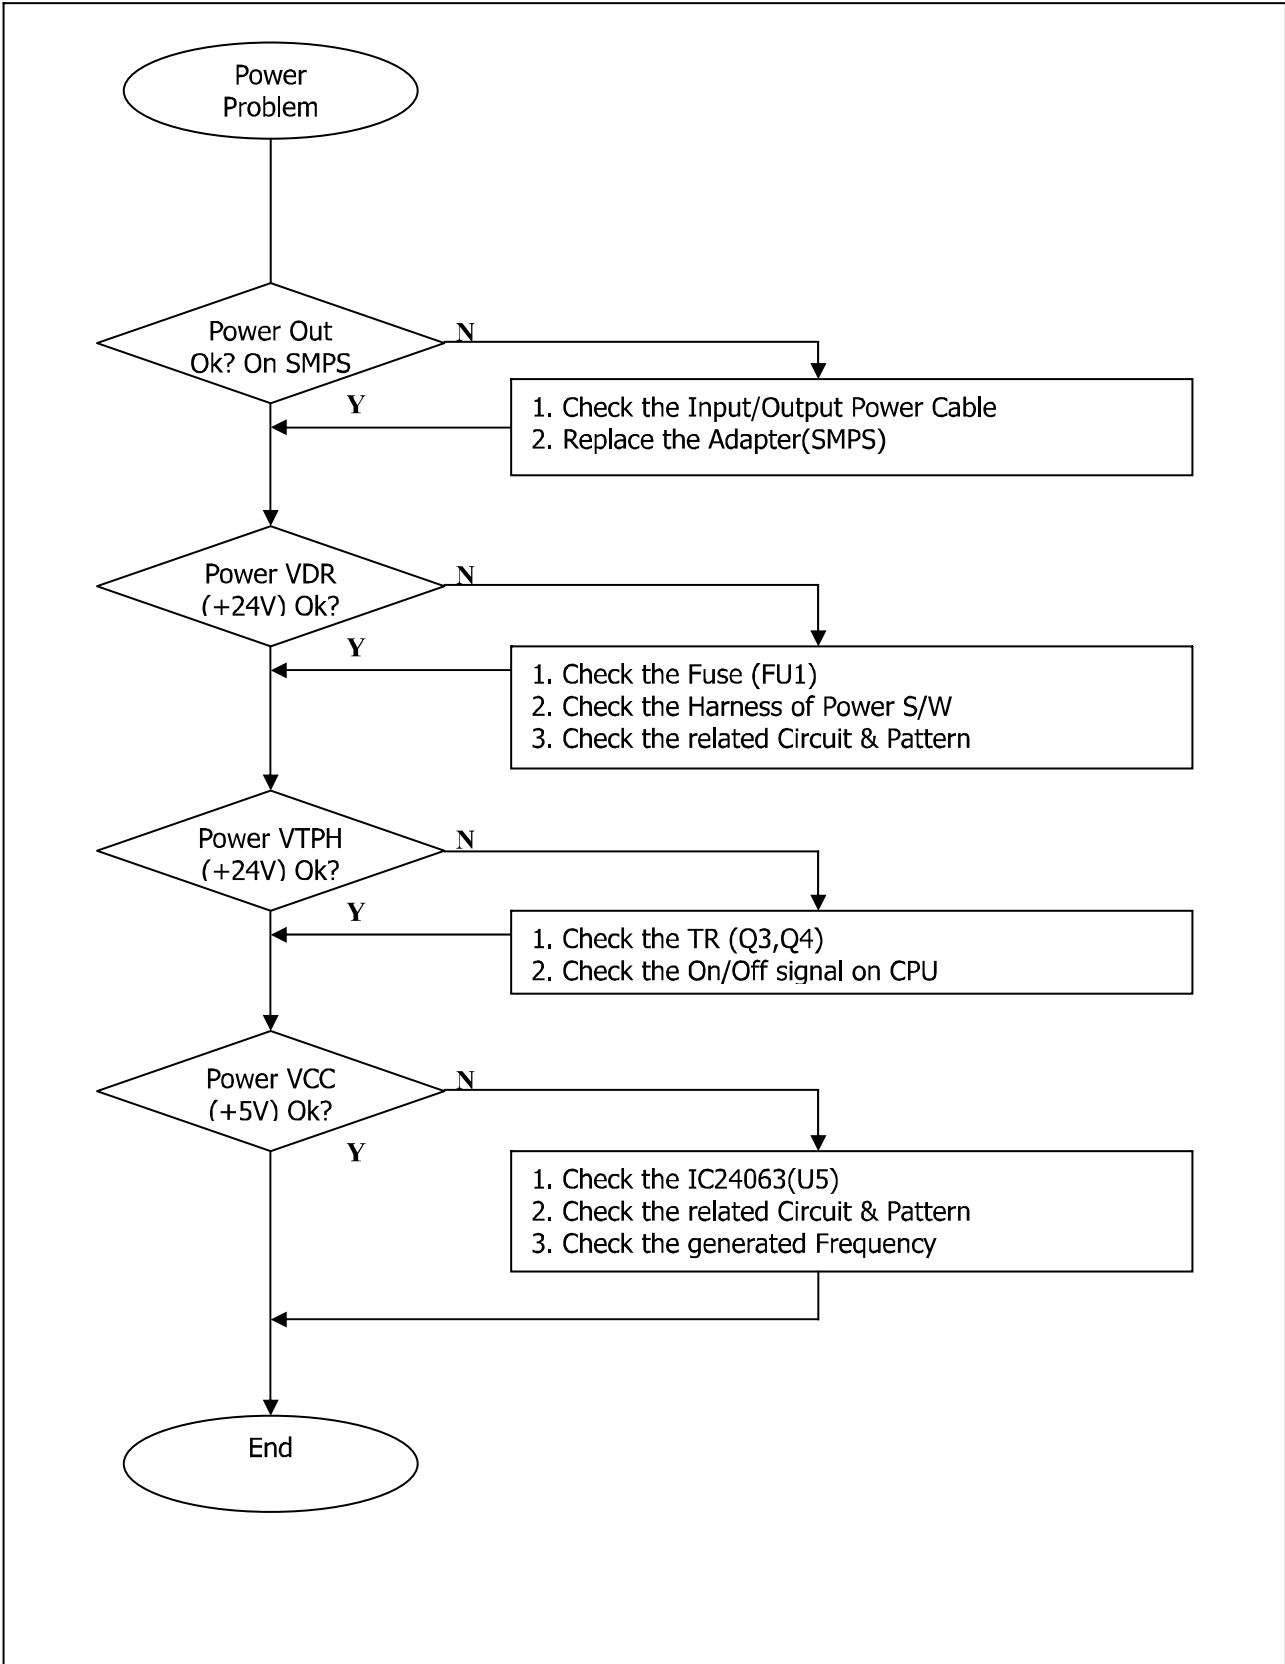 Power
Problem
Power Out
Ok? On SMPS
N
Y
1. Check the Input/Output Power Cable
2. Replace the Adapter(SMPS)
Power VDR
(+24V) Ok?
N
Y
1. Check the Fuse (FU1)
2. Check the Harness of Power S/W
3. Check the related Circuit & Pattern
Power VTPH
(+24V) Ok?
N
Y
1. Check the TR (Q3,Q4)
2. Check the On/Off signal on CPU
Power VCC
(+5V) Ok?
N
Y
1. Check the IC24063(U5)
2. Check the related Circuit & Pattern
3. Check the generated Frequency
End